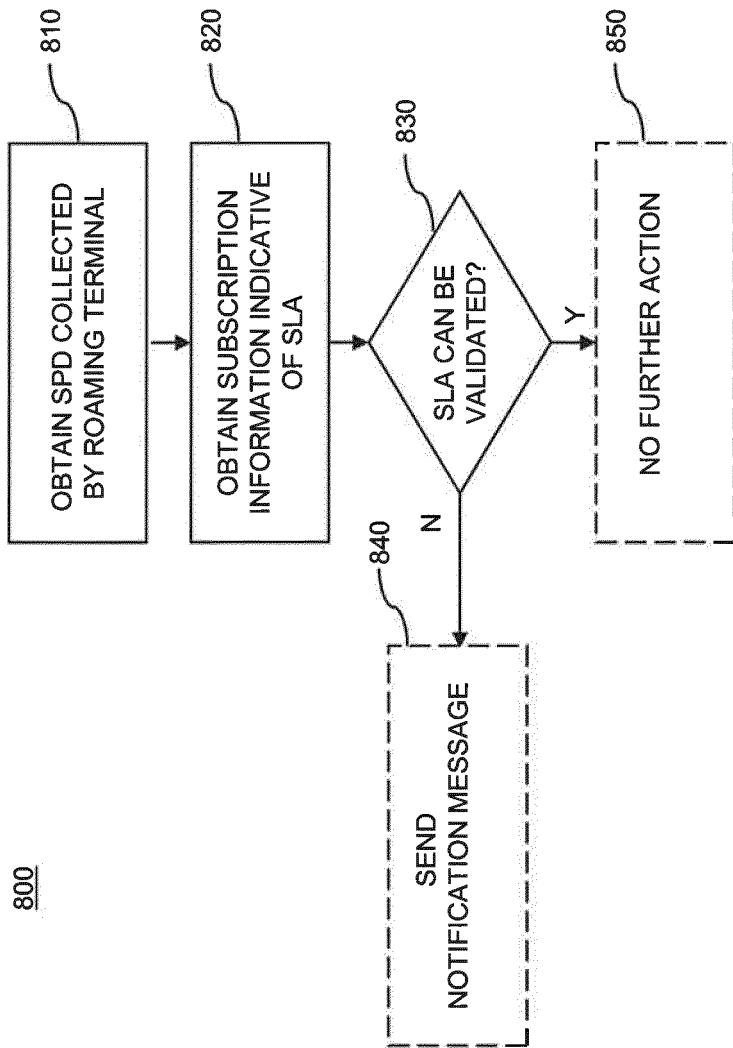 800
OBTAIN SPD COLLECTED
BY ROAMING TERMINAL
810
OBTAIN SUBSCRIPTION
INFORMATION INDICATIVE
OF SLA
820
SLA CAN BE
VALIDATED?
830
N
Y
SEND
NOTIFICATION MESSAGE
840
NO FURTHER ACTION
850